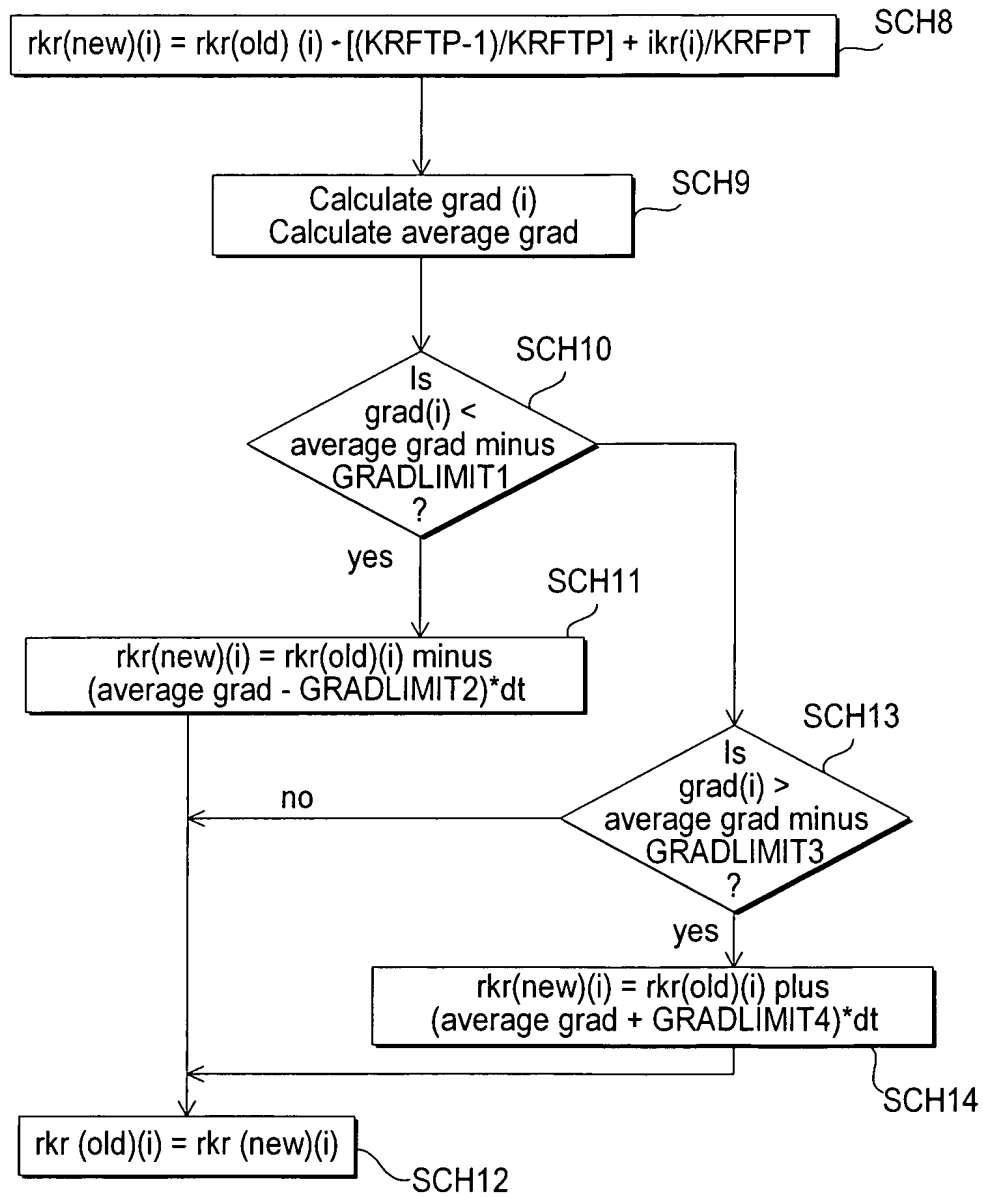 SCH8
rkr(new)(i) = rkr(old) (i) - [(KRFTP-1)/KRFTP] + ikr(i)/KRFPT
SCH9
Calculate grad (i)
Calculate average grad
SCH10
Is
grad(i) <
average grad minus
GRADLIMIT1
?
yes
SCH11
rkr(new)(i) = rkr(old)(i) minus
(average grad - GRADLIMIT2)*dt
SCH13
Is
grad(i) >
average grad minus
GRADLIMIT3
?
no
yes
rkr(new)(i) = rkr(old)(i) plus
(average grad + GRADLIMIT4)*dt
SCH14
rkr (old)(i) = rkr (new)(i)
SCH12